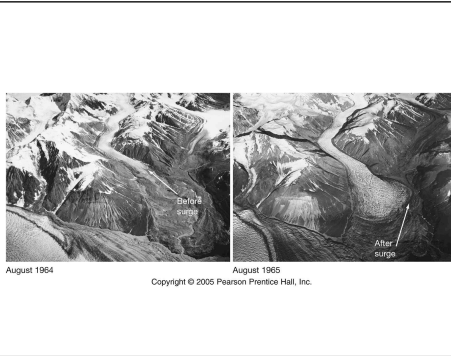 Before
surge
After
surge
August 1964
August 1965
Copyright © 2005 Pearson Prentice Hall, Inc.